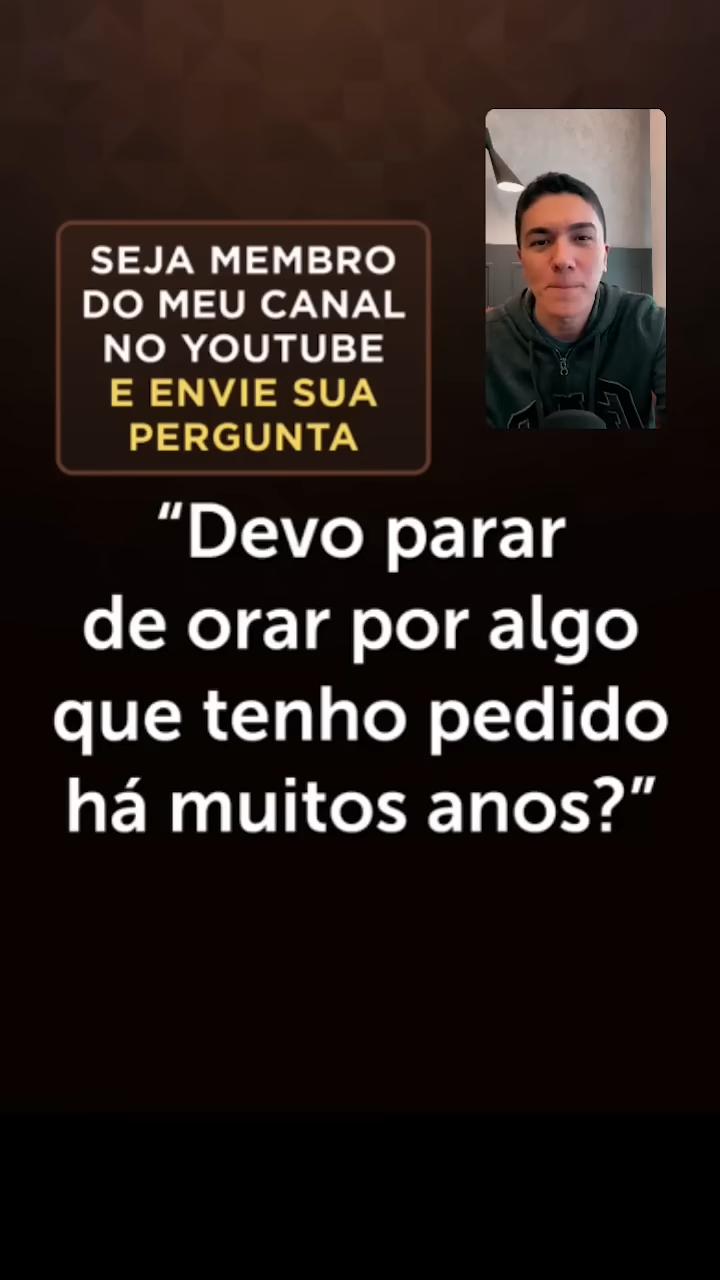 SEJA MEMBRO
DO MEU CANAL
NO YOUTUBE
E ENVIE SUA
PERGUNTA
“Devo parar
de orar por algo
que tenho pedido
há muitos anos?”